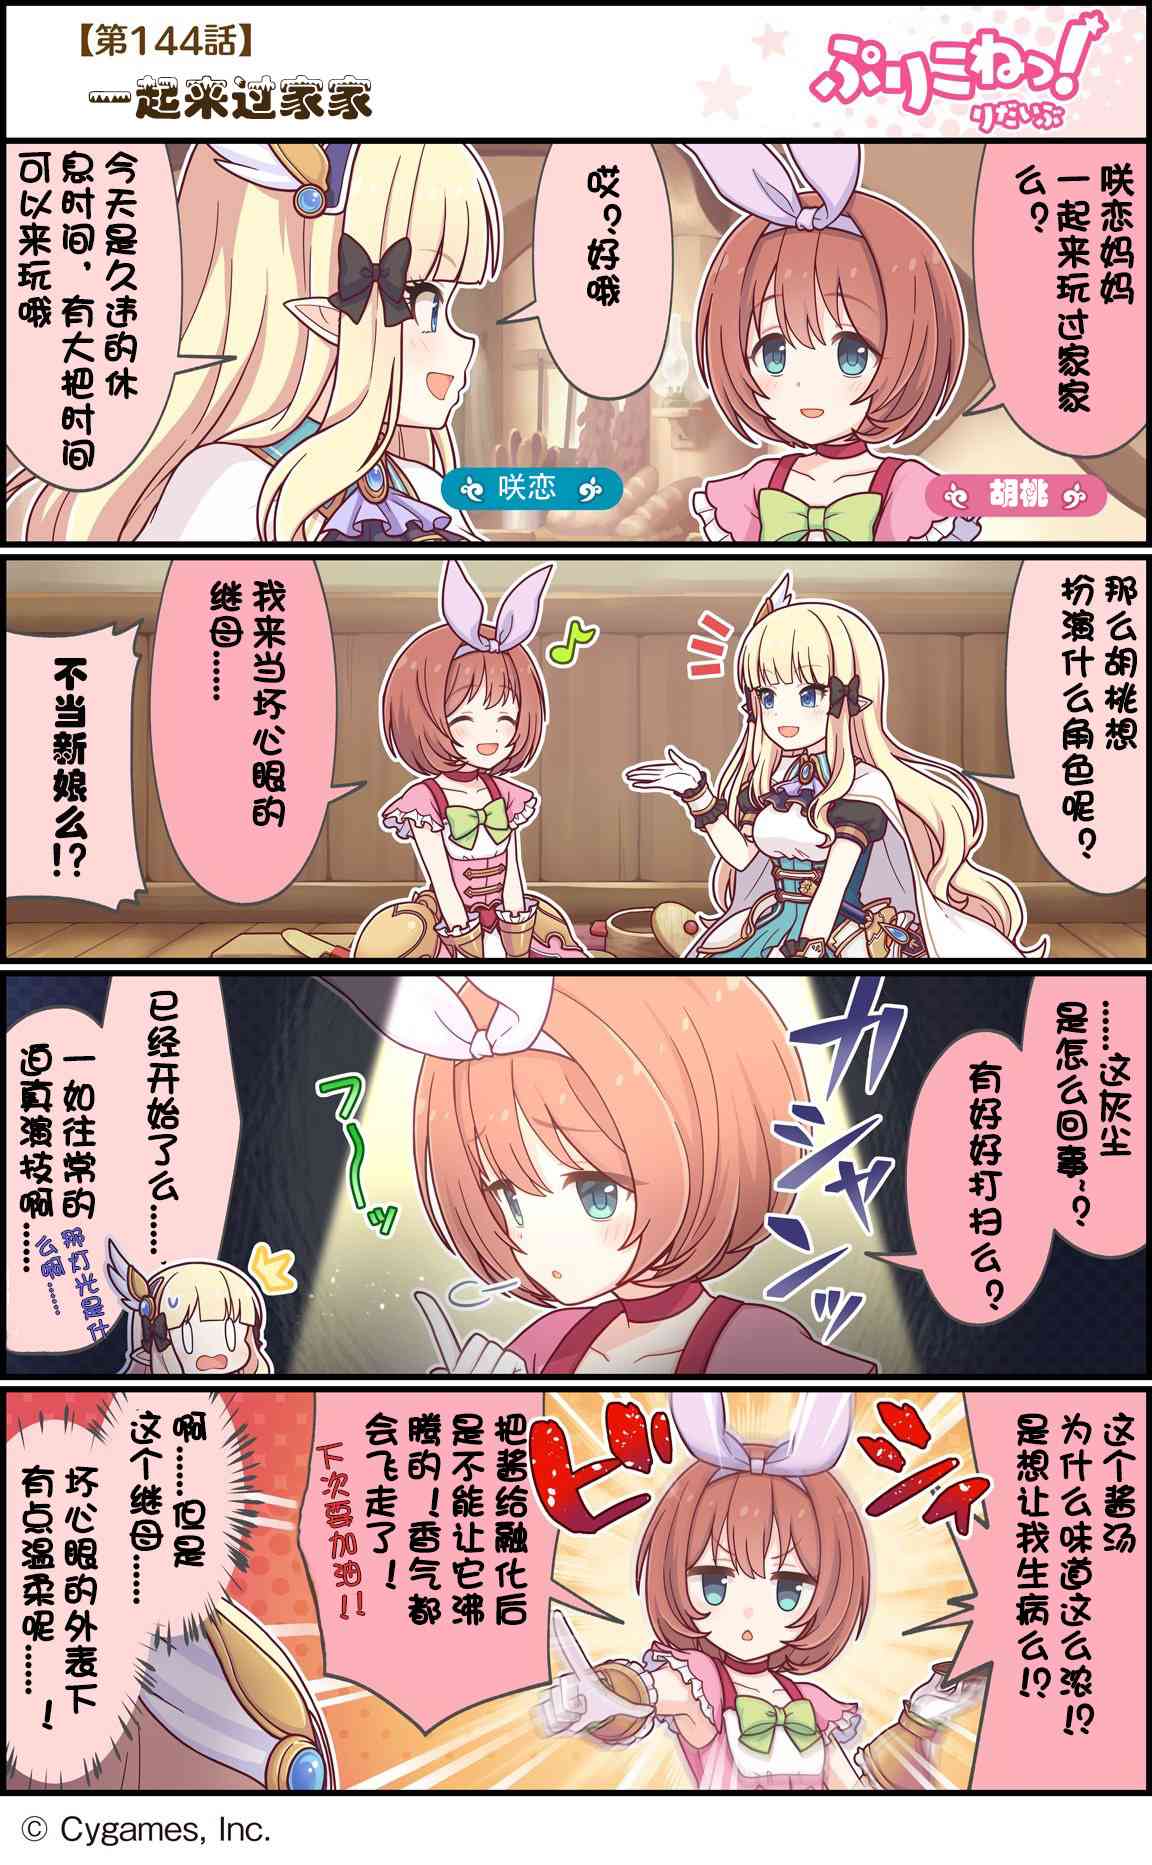 【第144話】
一起来过家家
ぷりこねっ!
りだいぶ
咲恋妈妈
一起来玩过家家
么?
哎?好哦
今天是久违的休
息时间,有大把时间
可以来玩哦
咲恋
胡桃
那么胡桃想
扮演什么角色呢?
我来当坏心眼的
继母……
不当新娘么!?
……这灰尘
是怎么回事~?
有好好打扫么?
ガシャン
フ〜ッ
已经开始了么……
一如往常的
迫真演技啊……
那灯光是什
么啊……
这个酱汤
为什么味道这么浓!?
是想让我生病么!?
ビシィ
把酱给融化后
是不能让它沸
腾的!香气都
会飞走了!
下次要加油!!
啊……但是
这个继母……
坏心眼的外表下
有点温柔呢……!
© Cygames, Inc.